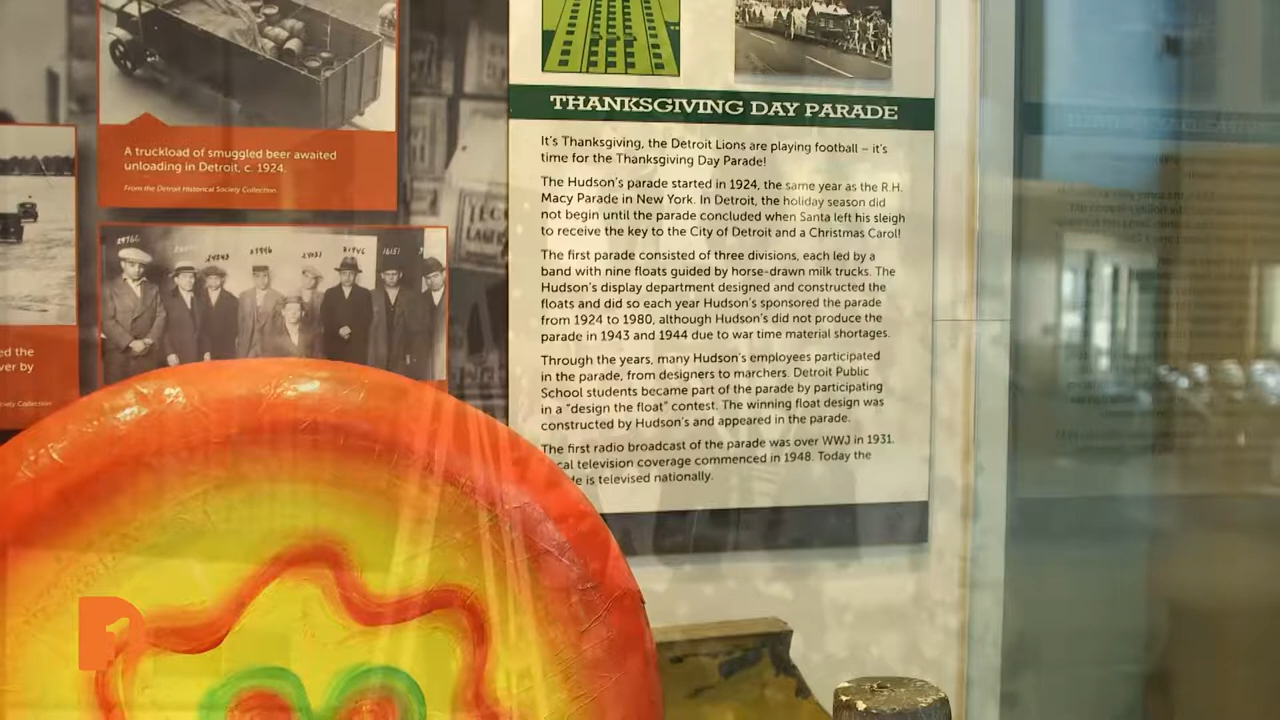 A truckload of smuggled beer awaited
unloading in Detroit, c. 1924.
From the Detroit Historical Society Collection
ed the
ver by
ciety Collection
THANKSGIVING DAY PARADE
It's Thanksgiving, the Detroit Lions are playing football – it's
time for the Thanksgiving Day Parade!
The Hudson's parade started in 1924, the same year as the R.H.
Macy Parade in New York. In Detroit, the holiday season did
not begin until the parade concluded when Santa left his sleigh
to receive the key to the City of Detroit and a Christmas Carol!
The first parade consisted of three divisions, each led by a
band with nine floats guided by horse-drawn milk trucks. The
Hudson's display department designed and constructed the
floats and did so each year Hudson's sponsored the parade
from 1924 to 1980, although Hudson's did not produce the
parade in 1943 and 1944 due to war time material shortages.
Through the years, many Hudson's employees participated
in the parade, from designers to marchers. Detroit Public
School students became part of the parade by participating
in a "design the float" contest. The winning float design was
constructed by Hudson's and appeared in the parade.
The first radio broadcast of the parade was over WWJ in 1931.
cal television coverage commenced in 1948. Today the
de is televised nationally.